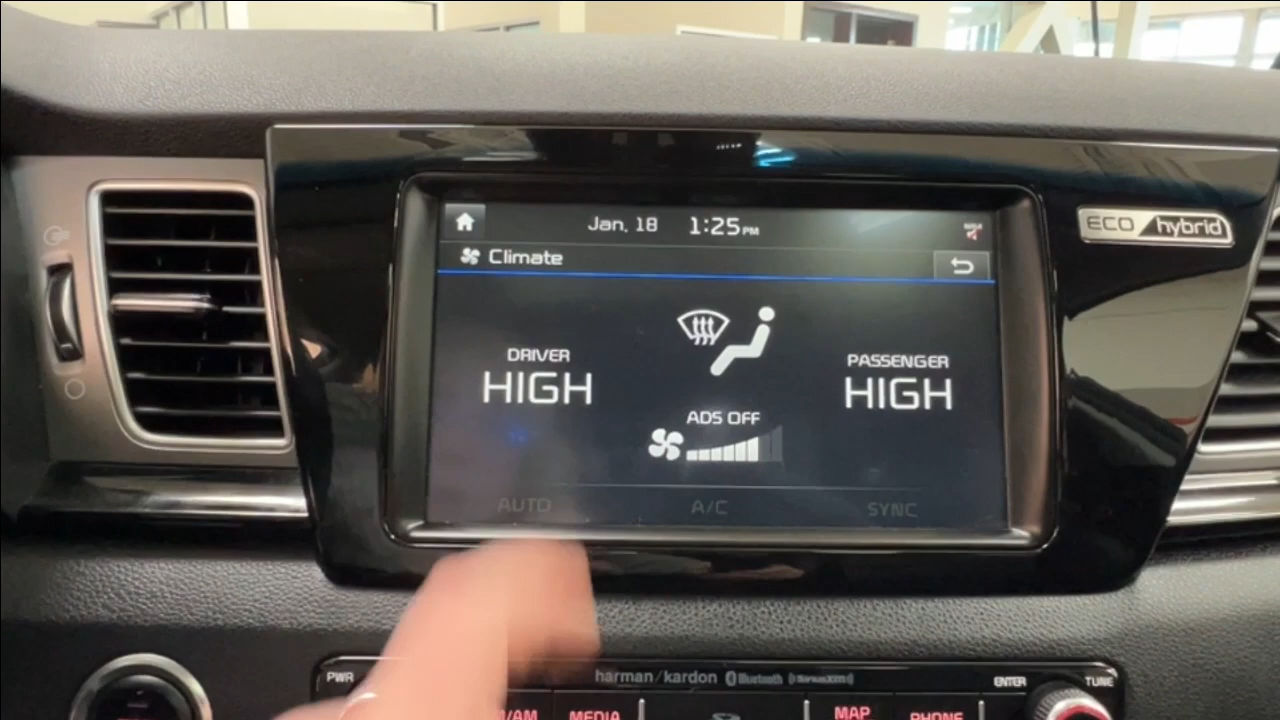 Jan, 18 1:25 PM
ECO hybrid
Climate
DRIVER
HIGH
PASSENGER
HIGH
ADS OFF
AUTO A/C SYNC
harman/kardon Bluetooth SiriusXM
PWR ENTER TUNE
/AM MEDIA MAP PHONE